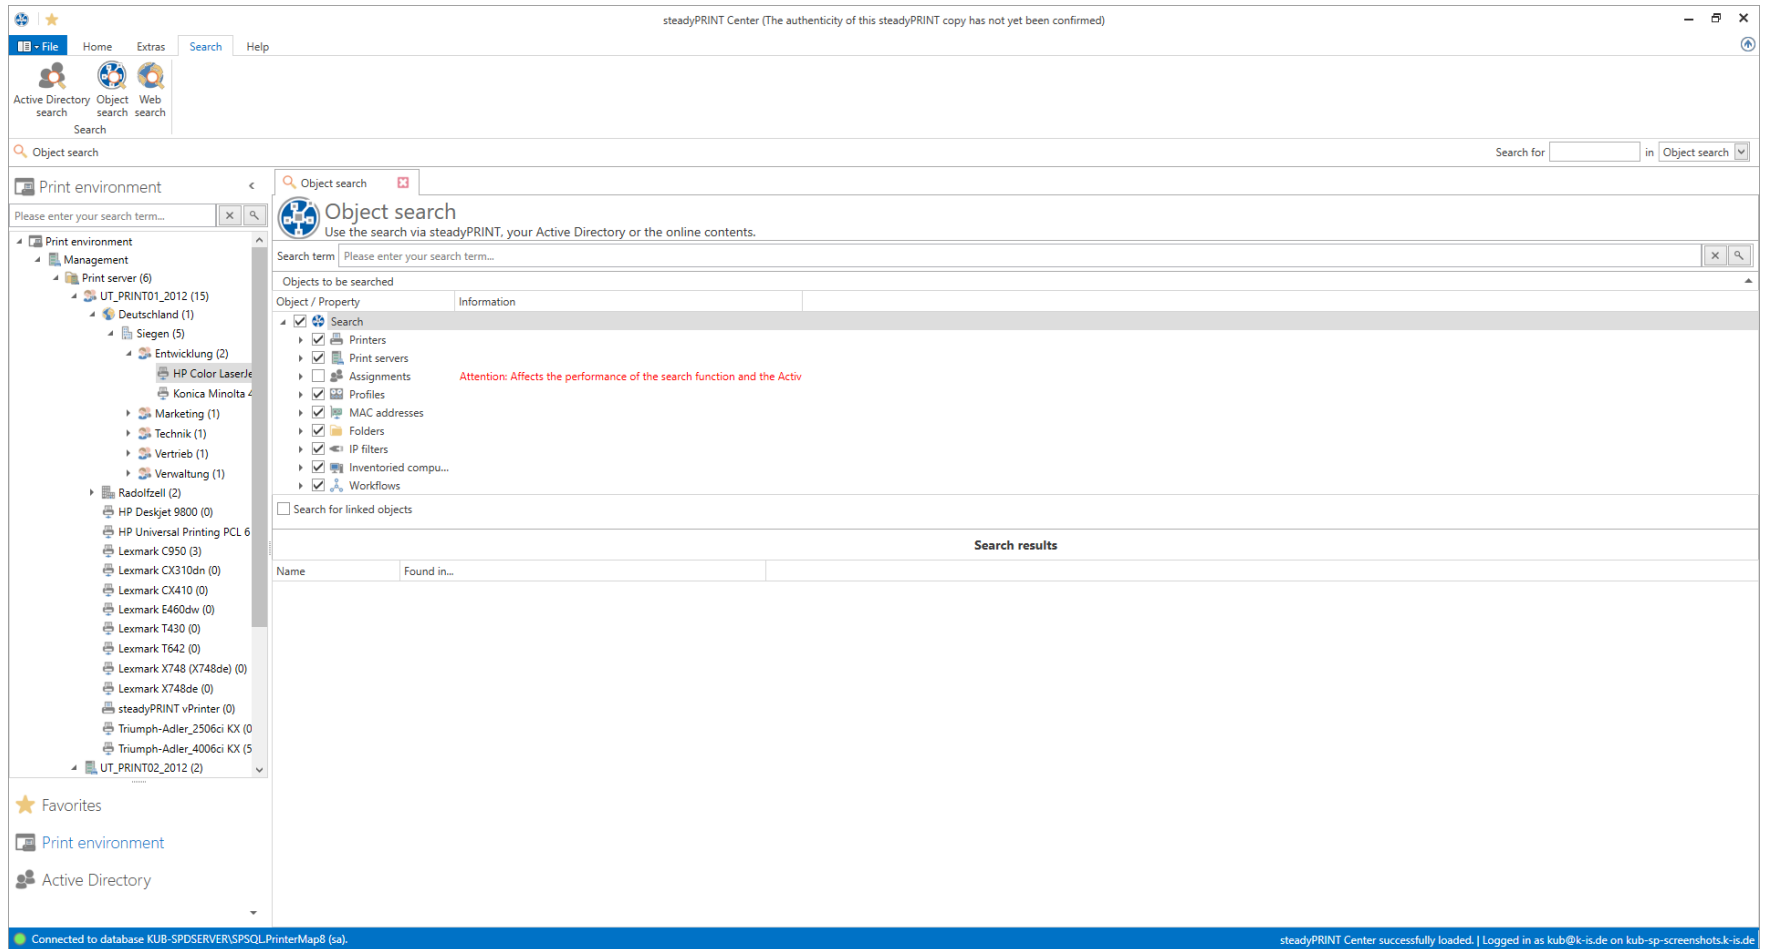 steadyPRINT Center (The authenticity of this steadyPRINT copy has not yet been confirmed)
File Home Extras Search Help
Active Directory search
Object search
Web search
Search
Object search
Search for in Object search
Print environment
Please enter your search term...
Print environment
Management
Print server (6)
UT_PRINT01_2012 (15)
Deutschland (1)
Siegen (5)
Entwicklung (2)
HP Color LaserJe
Konica Minolta 4
Marketing (1)
Technik (1)
Vertrieb (1)
Verwaltung (1)
Radolfzell (2)
HP Deskjet 9800 (0)
HP Universal Printing PCL 6
Lexmark C950 (3)
Lexmark CX310dn (0)
Lexmark CX410 (0)
Lexmark E460dw (0)
Lexmark T430 (0)
Lexmark T642 (0)
Lexmark X748 (X748de) (0)
Lexmark X748de (0)
steadyPRINT vPrinter (0)
Triumph-Adler_2506ci KX (0
Triumph-Adler_4006ci KX (5
UT_PRINT02_2012 (2)
Favorites
Print environment
Active Directory
Object search
Object search
Use the search via steadyPRINT, your Active Directory or the online contents.
Search term Please enter your search term...
Objects to be searched
Object / Property Information
Search
Printers
Print servers
Assignments Attention: Affects the performance of the search function and the Activ
Profiles
MAC addresses
Folders
IP filters
Inventoried compu...
Workflows
Search for linked objects
Search results
Name Found in...
Connected to database KUB-SPDSERVER\SPSQL.PrinterMap8 (sa).
steadyPRINT Center successfully loaded. | Logged in as kub@k-is.de on kub-sp-screenshots.k-is.de